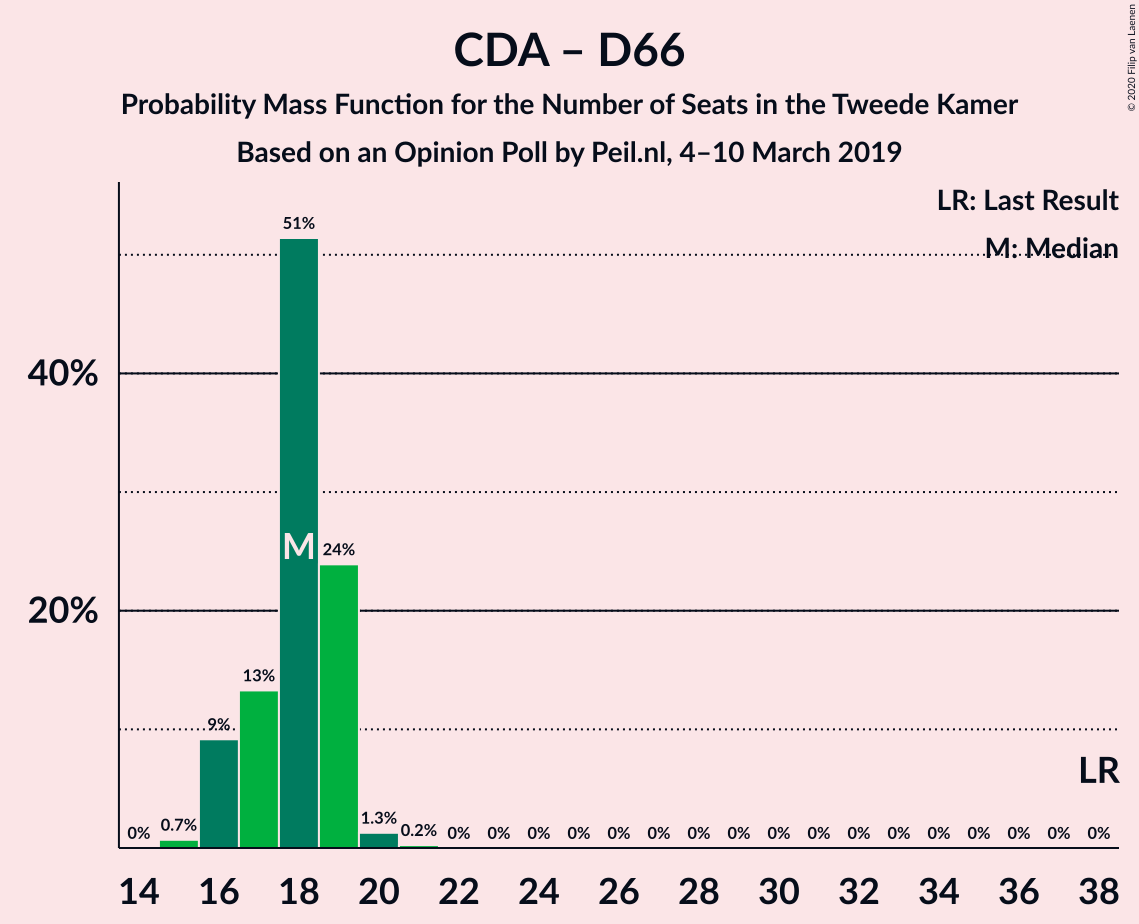 CDA – D66
Probability Mass Function for the Number of Seats in the Tweede Kamer
Based on an Opinion Poll by Peil.nl, 4–10 March 2019
© 2020 Filip van Laenen
LR: Last Result
M: Median
51%
40%
M
24%
20%
13%
9%
LR
0% 0.7% 1.3% 0.2% 0% 0% 0% 0% 0% 0% 0% 0% 0% 0% 0% 0% 0% 0% 0% 0% 0%
14 16 18 20 22 24 26 28 30 32 34 36 38